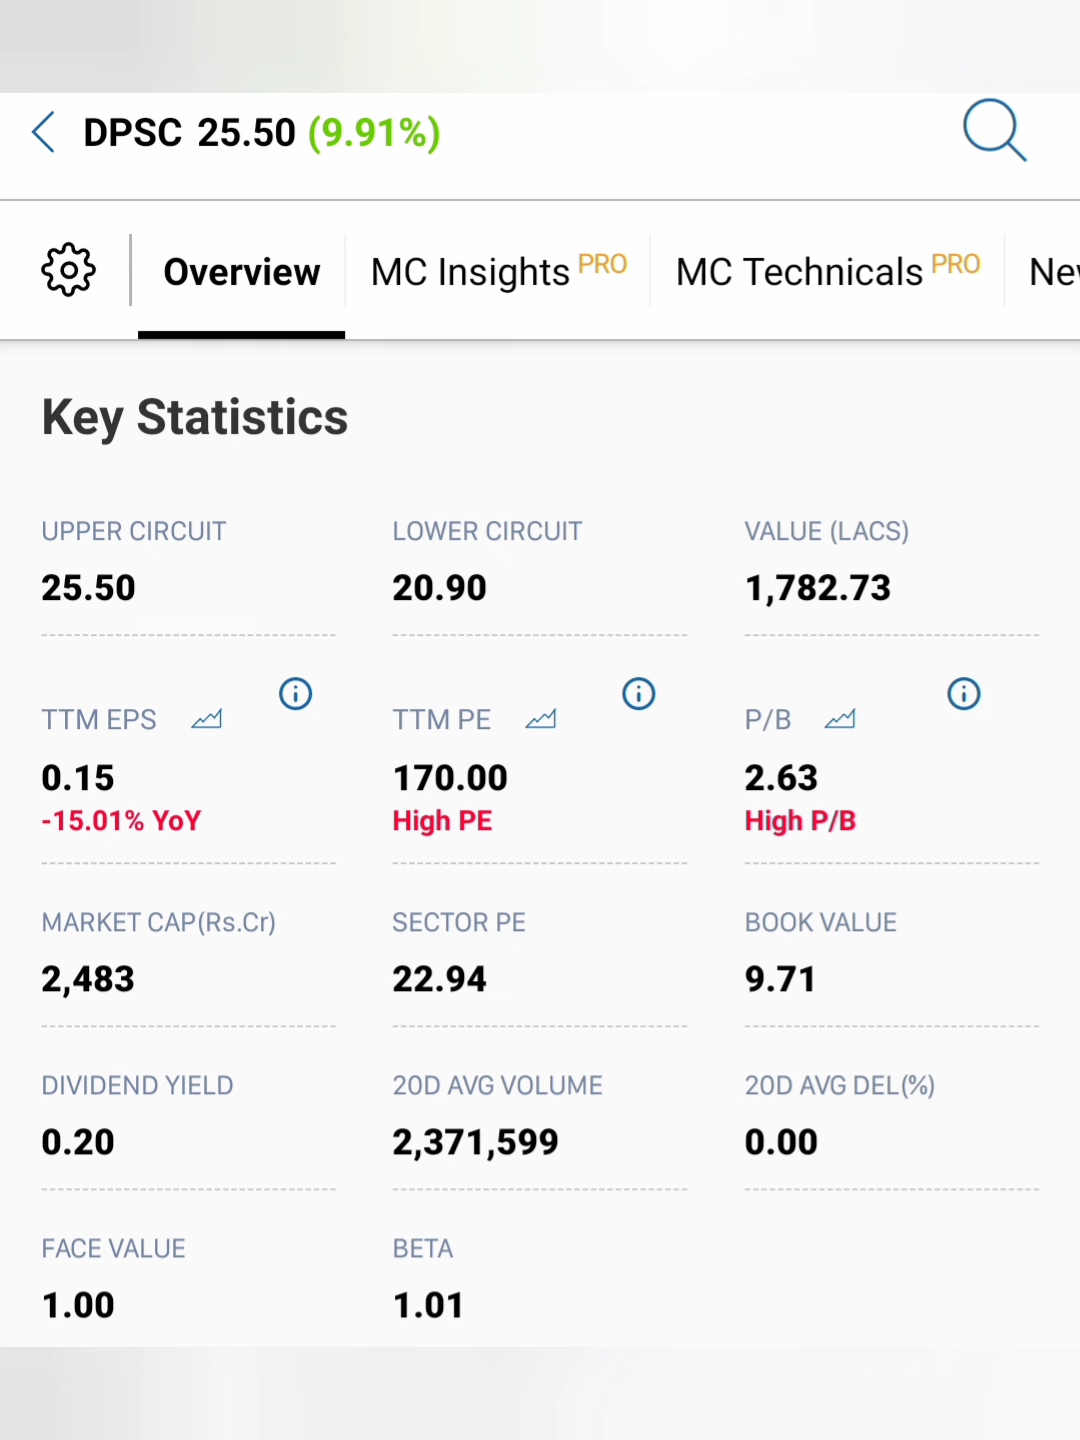 DPSC 25.50 (9.91%)
Overview MC Insights PRO MC Technicals PRO
Key Statistics
UPPER CIRCUIT LOWER CIRCUIT VALUE (LACS)
25.50 20.90 1,782.73
TTM EPS TTM PE P/B
0.15 170.00 2.63
-15.01% YoY High PE High P/B
MARKET CAP(Rs.Cr) SECTOR PE BOOK VALUE
2,483 22.94 9.71
DIVIDEND YIELD 20D AVG VOLUME 20D AVG DEL(%)
0.20 2,371,599 0.00
FACE VALUE BETA
1.00 1.01